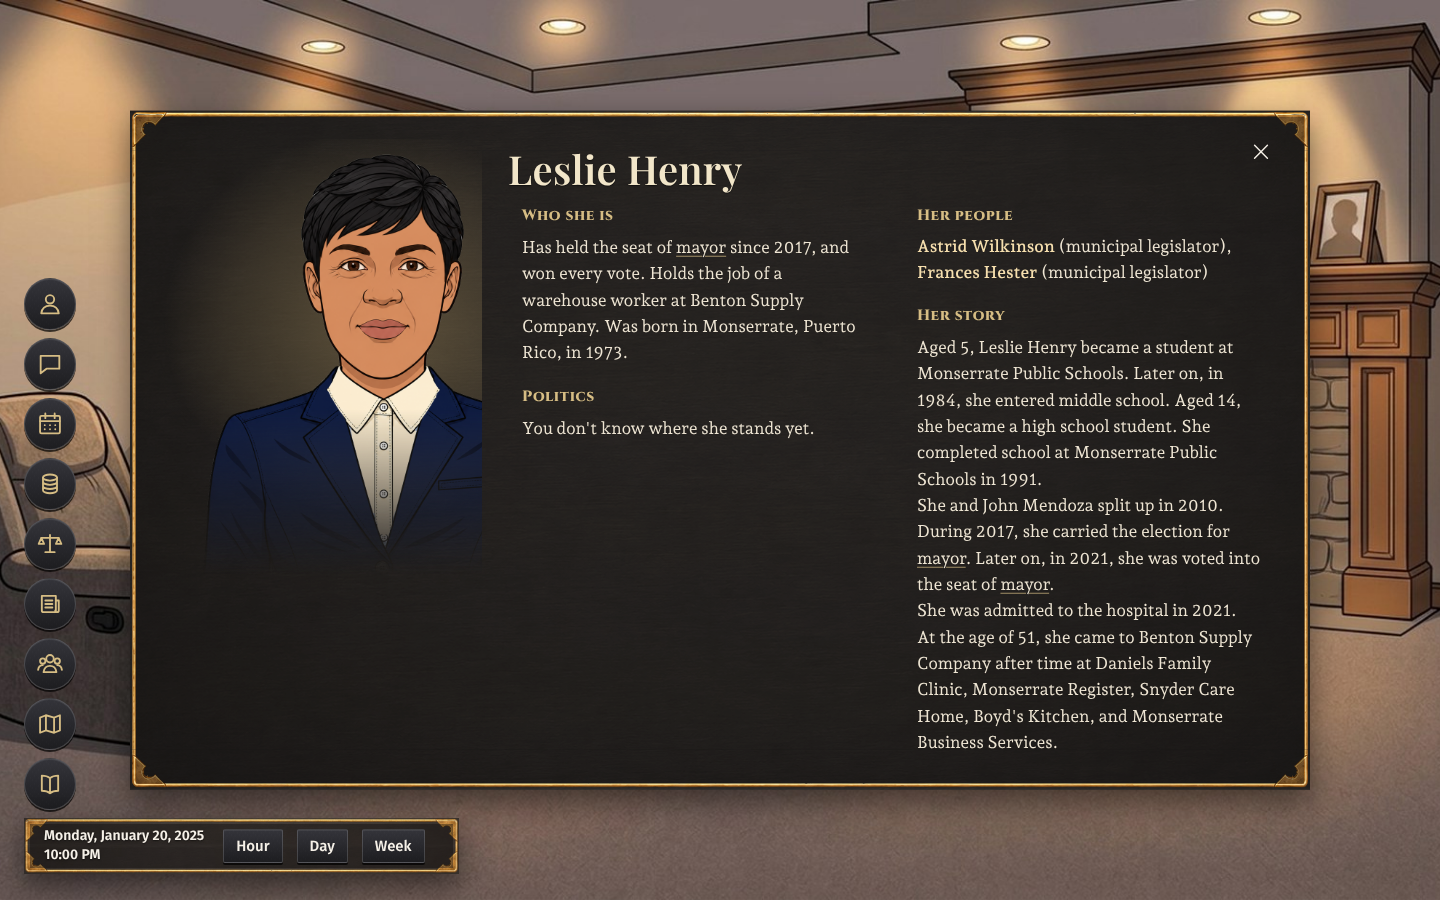 Leslie Henry
Who she is
Has held the seat of mayor since 2017, and
won every vote. Holds the job of a
warehouse worker at Benton Supply
Company. Was born in Monserrate, Puerto
Rico, in 1973.
Politics
You don't know where she stands yet.
Her people
Astrid Wilkinson (municipal legislator),
Frances Hester (municipal legislator)
Her story
Aged 5, Leslie Henry became a student at
Monserrate Public Schools. Later on, in
1984, she entered middle school. Aged 14,
she became a high school student. She
completed school at Monserrate Public
Schools in 1991.
She and John Mendoza split up in 2010.
During 2017, she carried the election for
mayor. Later on, in 2021, she was voted into
the seat of mayor.
She was admitted to the hospital in 2021.
At the age of 51, she came to Benton Supply
Company after time at Daniels Family
Clinic, Monserrate Register, Snyder Care
Home, Boyd's Kitchen, and Monserrate
Business Services.
Monday, January 20, 2025
10:00 PM
Hour
Day
Week